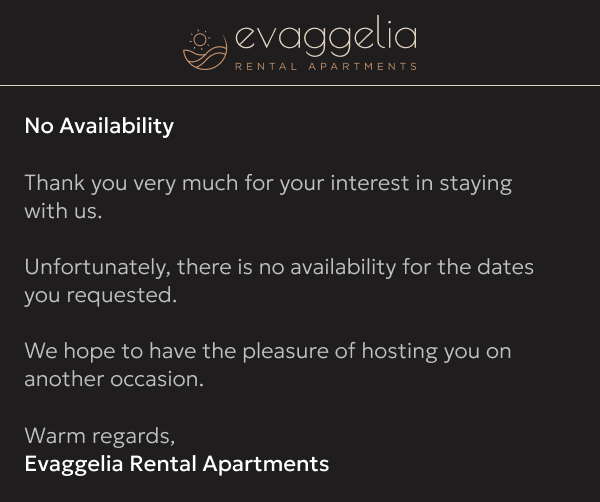 evaggelia
RENTAL APARTMENTS
No Availability
Thank you very much for your interest in staying
with us.
Unfortunately, there is no availability for the dates
you requested.
We hope to have the pleasure of hosting you on
another occasion.
Warm regards,
Evaggelia Rental Apartments